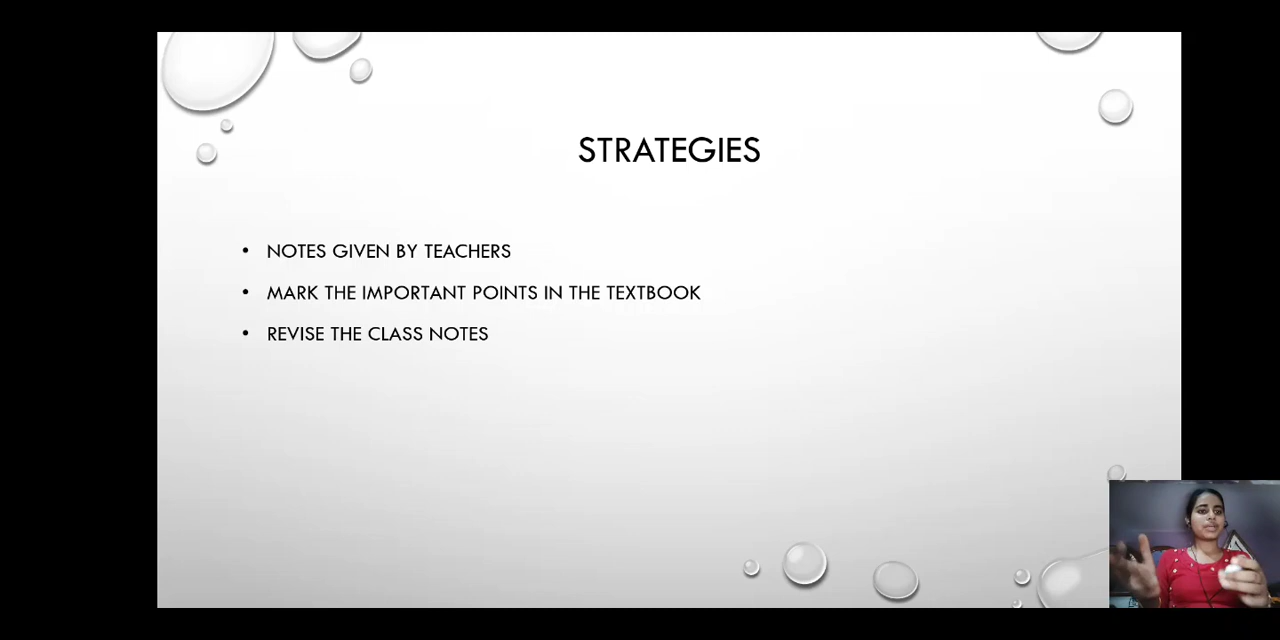 STRATEGIES
• NOTES GIVEN BY TEACHERS
• MARK THE IMPORTANT POINTS IN THE TEXTBOOK
• REVISE THE CLASS NOTES